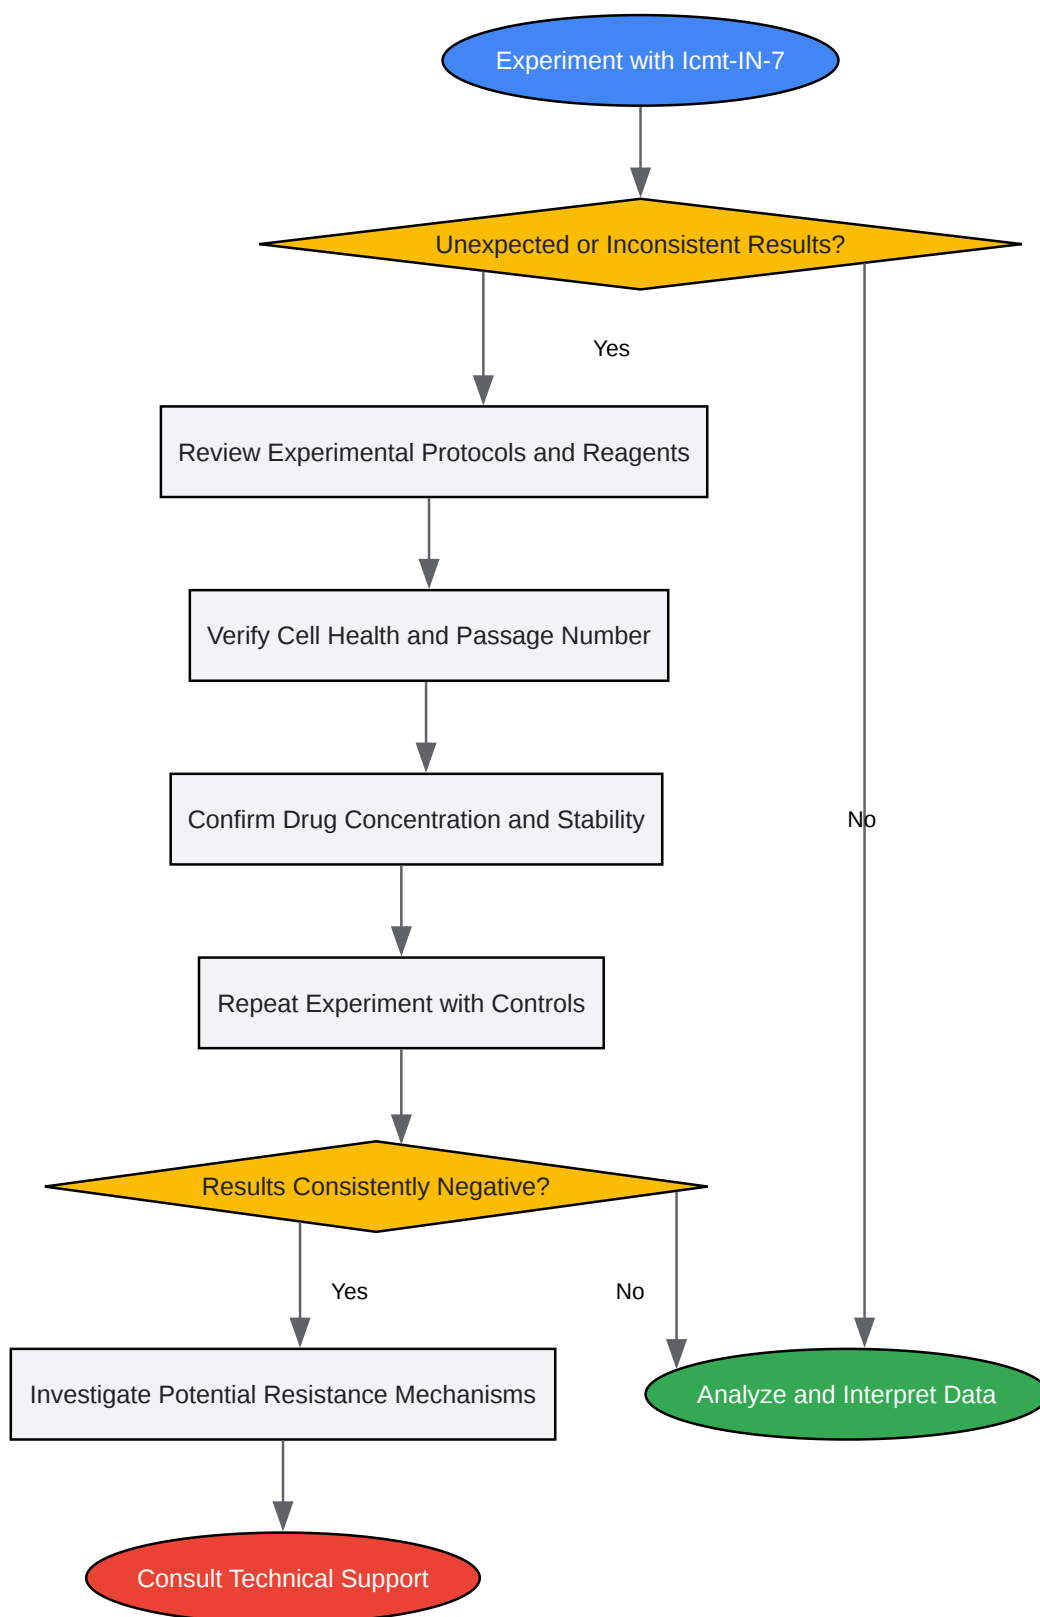 Experiment with Icmt-IN-7
Unexpected or Inconsistent Results?
Yes
Review Experimental Protocols and Reagents
Verify Cell Health and Passage Number
Confirm Drug Concentration and Stability
No
Repeat Experiment with Controls
Results Consistently Negative?
Yes
No
Investigate Potential Resistance Mechanisms
Analyze and Interpret Data
Consult Technical Support